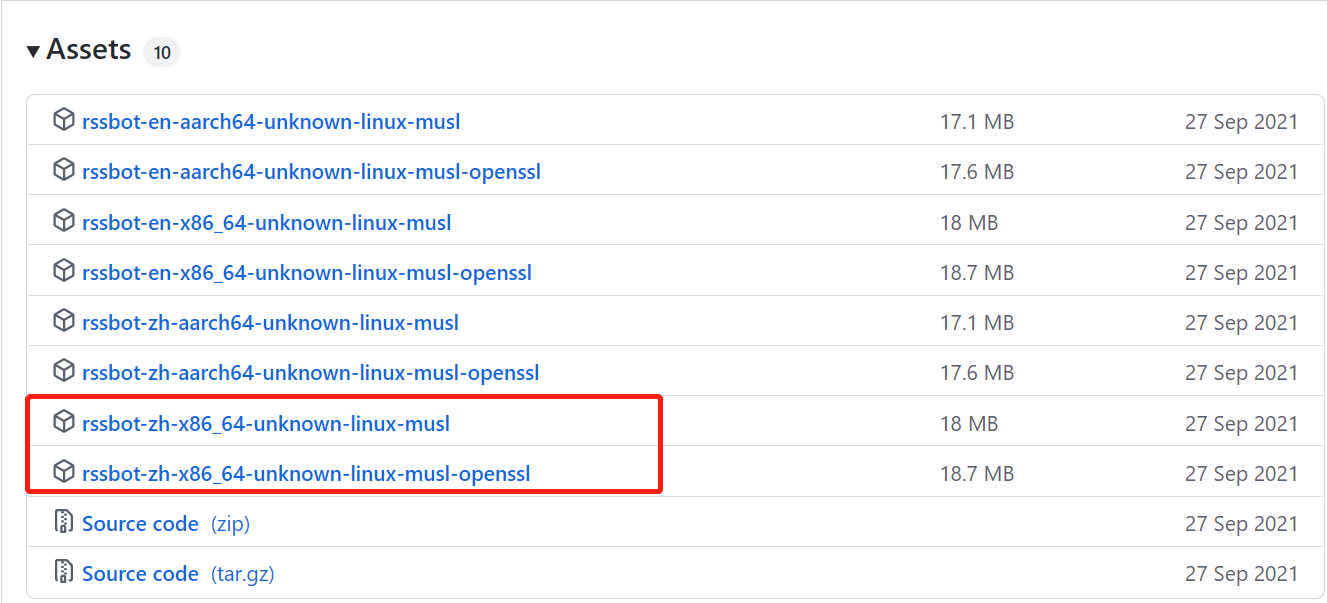 Assets 10
rssbot-en-aarch64-unknown-linux-musl 17.1 MB 27 Sep 2021
rssbot-en-aarch64-unknown-linux-musl-openssl 17.6 MB 27 Sep 2021
rssbot-en-x86_64-unknown-linux-musl 18 MB 27 Sep 2021
rssbot-en-x86_64-unknown-linux-musl-openssl 18.7 MB 27 Sep 2021
rssbot-zh-aarch64-unknown-linux-musl 17.1 MB 27 Sep 2021
rssbot-zh-aarch64-unknown-linux-musl-openssl 17.6 MB 27 Sep 2021
rssbot-zh-x86_64-unknown-linux-musl 18 MB 27 Sep 2021
rssbot-zh-x86_64-unknown-linux-musl-openssl 18.7 MB 27 Sep 2021
Source code (zip) 27 Sep 2021
Source code (tar.gz) 27 Sep 2021